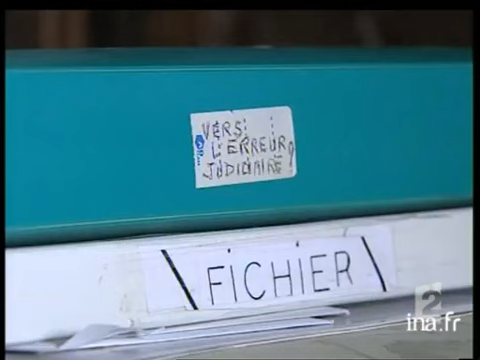 VERS
L'ERREUR
JUDICIAIRE !
\ FICHIER \
2
ina.fr